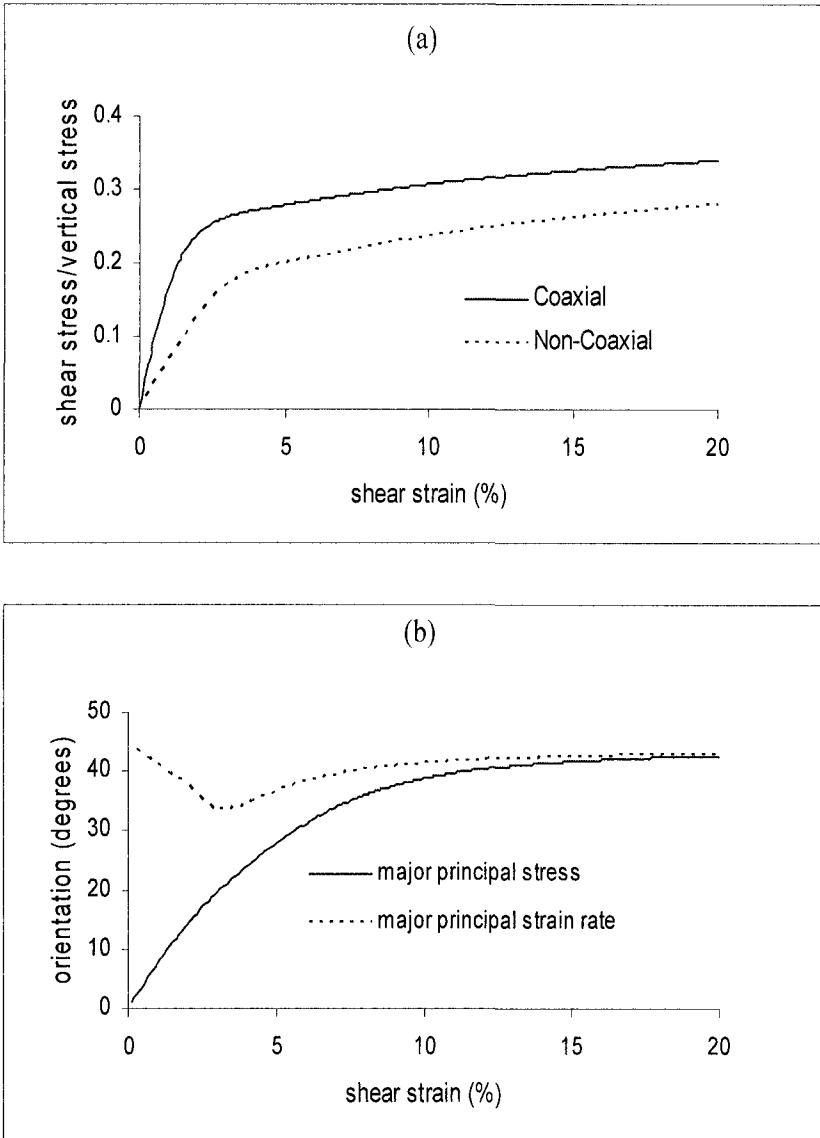 (a)
shear stress/vertical stress
0.4
0.3
0.2
0.1
0
Coaxial
Non-Coaxial
0 5 10 15 20
shear strain (%)
(b)
orientation (degrees)
50
40
30
20
10
0
major principal stress
major principal strain rate
0 5 10 15 20
shear strain (%)